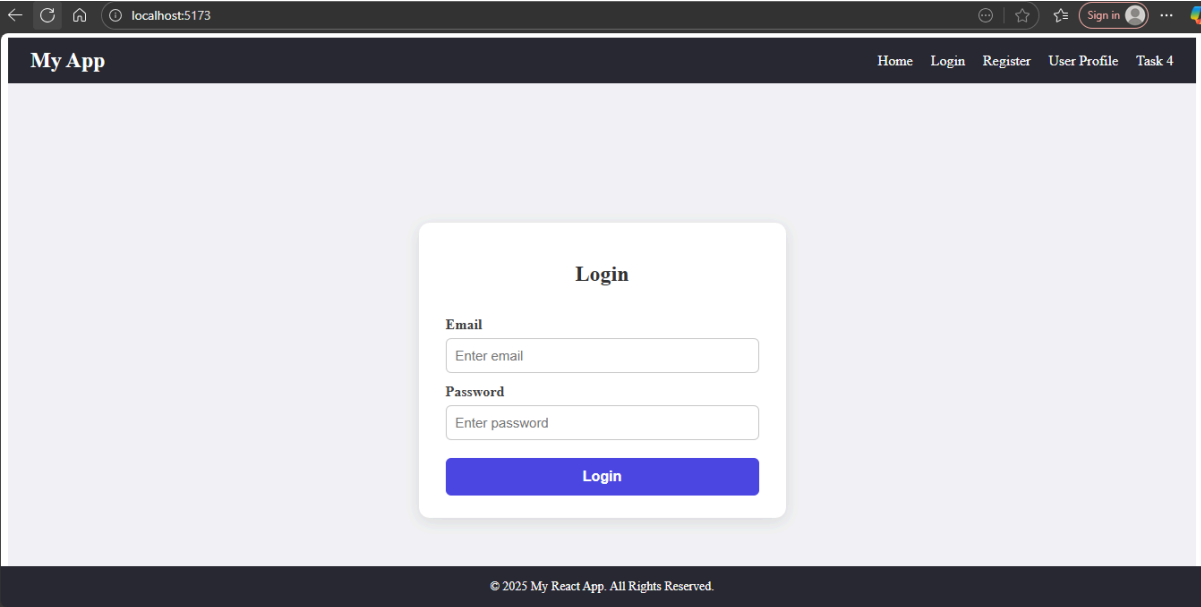 localhost:5173
Sign in
My App
Home Login Register User Profile Task 4
Login
Email
Enter email
Password
Enter password
Login
© 2025 My React App. All Rights Reserved.